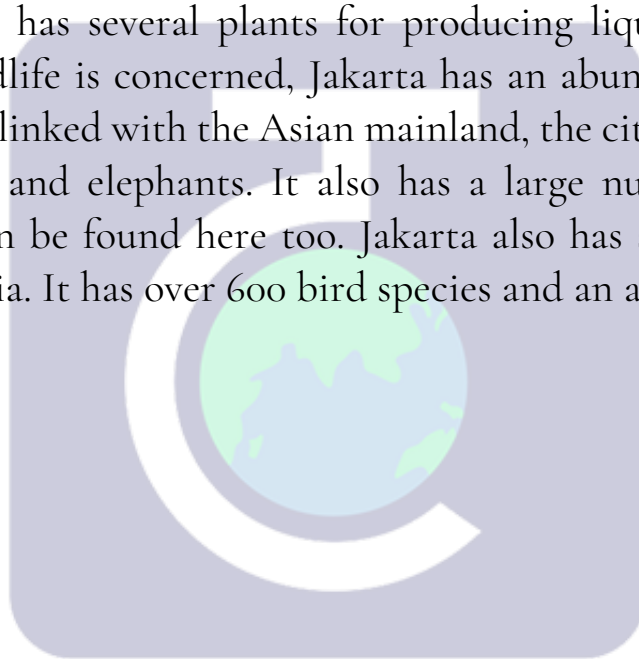 has several plants for producing liqu
dlife is concerned, Jakarta has an abun
linked with the Asian mainland, the cit
and elephants. It also has a large nu
n be found here too. Jakarta also has
ia. It has over 600 bird species and an a